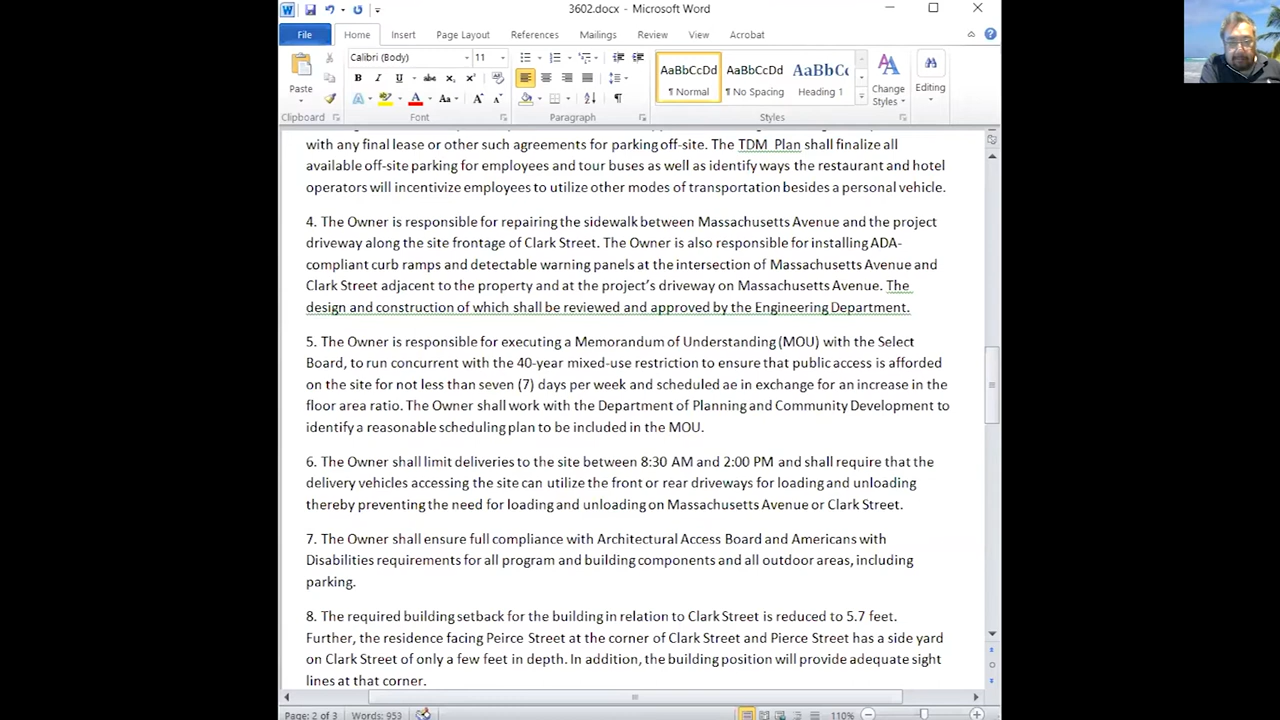 3602.docx - Microsoft Word
File Home Insert Page Layout References Mailings Review View Acrobat
Calibri (Body) 11
Paste
Clipboard Font Paragraph Styles
AaBbCcDd AaBbCcDd AaBbCc
¶ Normal ¶ No Spacing Heading 1
Change Styles
Editing
with any final lease or other such agreements for parking off-site. The TDM Plan shall finalize all
available off-site parking for employees and tour buses as well as identify ways the restaurant and hotel
operators will incentivize employees to utilize other modes of transportation besides a personal vehicle.
4. The Owner is responsible for repairing the sidewalk between Massachusetts Avenue and the project
driveway along the site frontage of Clark Street. The Owner is also responsible for installing ADA-
compliant curb ramps and detectable warning panels at the intersection of Massachusetts Avenue and
Clark Street adjacent to the property and at the project's driveway on Massachusetts Avenue. The
design and construction of which shall be reviewed and approved by the Engineering Department.
5. The Owner is responsible for executing a Memorandum of Understanding (MOU) with the Select
Board, to run concurrent with the 40-year mixed-use restriction to ensure that public access is afforded
on the site for not less than seven (7) days per week and scheduled ae in exchange for an increase in the
floor area ratio. The Owner shall work with the Department of Planning and Community Development to
identify a reasonable scheduling plan to be included in the MOU.
6. The Owner shall limit deliveries to the site between 8:30 AM and 2:00 PM and shall require that the
delivery vehicles accessing the site can utilize the front or rear driveways for loading and unloading
thereby preventing the need for loading and unloading on Massachusetts Avenue or Clark Street.
7. The Owner shall ensure full compliance with Architectural Access Board and Americans with
Disabilities requirements for all program and building components and all outdoor areas, including
parking.
8. The required building setback for the building in relation to Clark Street is reduced to 5.7 feet.
Further, the residence facing Peirce Street at the corner of Clark Street and Pierce Street has a side yard
on Clark Street of only a few feet in depth. In addition, the building position will provide adequate sight
lines at that corner.
Page: 2 of 3 Words: 953 110%